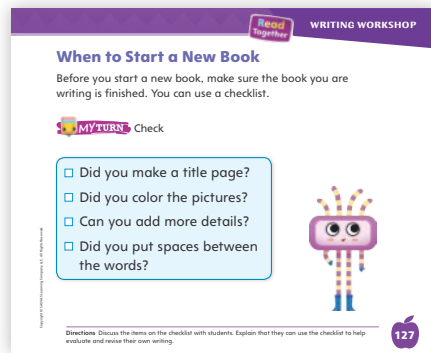 Read
Together
WRITING WORKSHOP
When to Start a New Book
Before you start a new book, make sure the book you are
writing is finished. You can use a checklist.
MY TURN Check
Did you make a title page?
Did you color the pictures?
Can you add more details?
Did you put spaces between
the words?
Directions Discuss the items on the checklist with students. Explain that they can use the checklist to help
evaluate and revise their own writing.
127